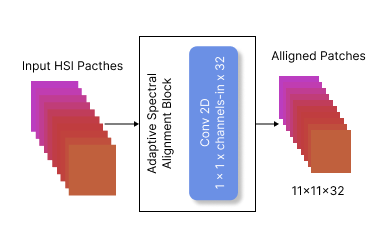 Input HSI Pacthes
Adaptive Spectral
Alignment Block
Conv 2D
1 × 1 x channels-in x 32
Alligned Patches
11×11×32